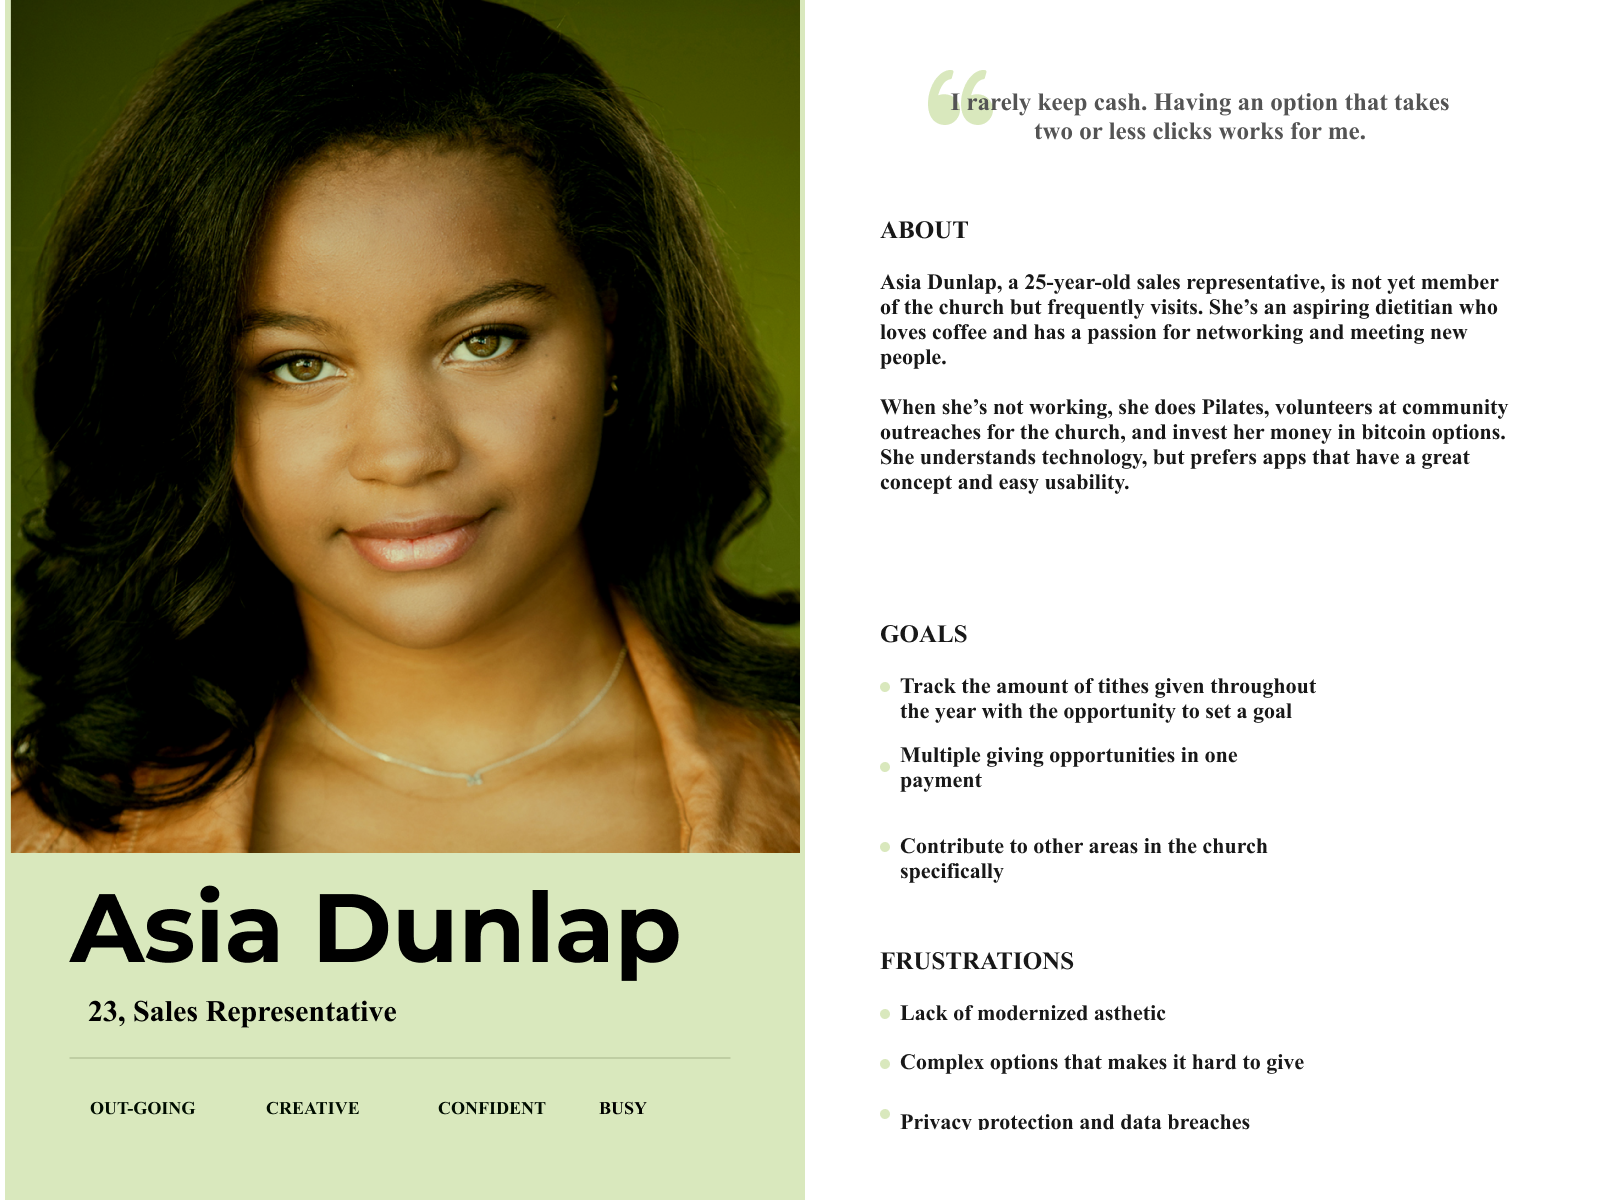 Asia Dunlap
23, Sales Representative
OUT-GOING CREATIVE CONFIDENT BUSY
“
I rarely keep cash. Having an option that takes
two or less clicks works for me.
ABOUT
Asia Dunlap, a 25-year-old sales representative, is not yet member
of the church but frequently visits. She’s an aspiring dietitian who
loves coffee and has a passion for networking and meeting new
people.
When she’s not working, she does Pilates, volunteers at community
outreaches for the church, and invest her money in bitcoin options.
She understands technology, but prefers apps that have a great
concept and easy usability.
GOALS
Track the amount of tithes given throughout
the year with the opportunity to set a goal
Multiple giving opportunities in one
payment
Contribute to other areas in the church
specifically
FRUSTRATIONS
Lack of modernized asthetic
Complex options that makes it hard to give
Privacy protection and data breaches